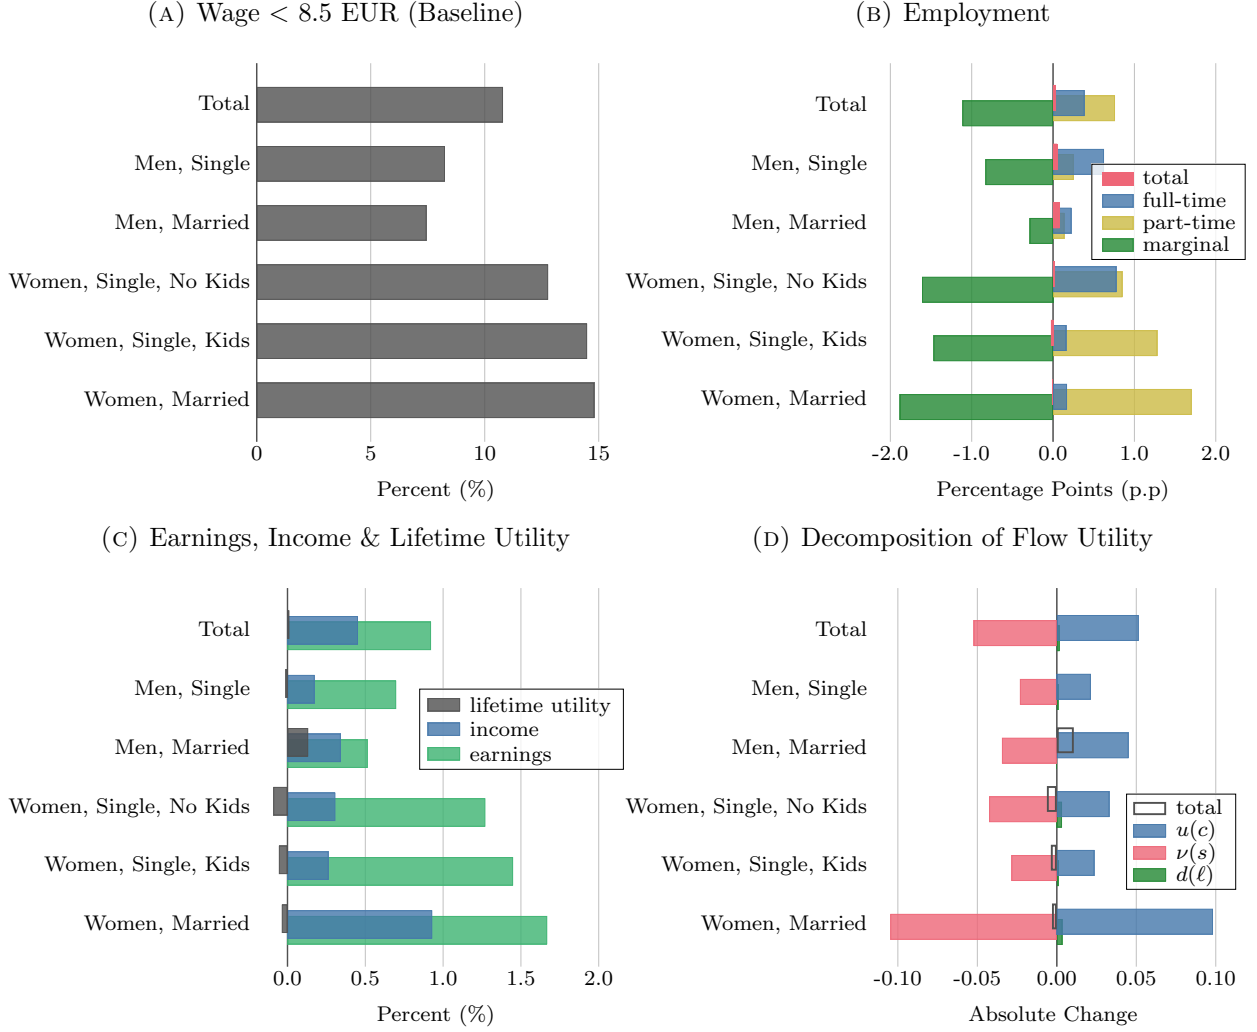 (A) Wage < 8.5 EUR (Baseline)
Total
Men, Single
Men, Married
Women, Single, No Kids
Women, Single, Kids
Women, Married
0 5 10 15
Percent (%)
(B) Employment
Total
Men, Single
Men, Married
Women, Single, No Kids
Women, Single, Kids
Women, Married
total
full-time
part-time
marginal
-2.0 -1.0 0.0 1.0 2.0
Percentage Points (p.p)
(C) Earnings, Income & Lifetime Utility
Total
Men, Single
Men, Married
Women, Single, No Kids
Women, Single, Kids
Women, Married
lifetime utility
income
earnings
0.0 0.5 1.0 1.5 2.0
Percent (%)
(D) Decomposition of Flow Utility
Total
Men, Single
Men, Married
Women, Single, No Kids
Women, Single, Kids
Women, Married
total
u(c)
ν(s)
d(ℓ)
-0.10 -0.05 0.00 0.05 0.10
Absolute Change